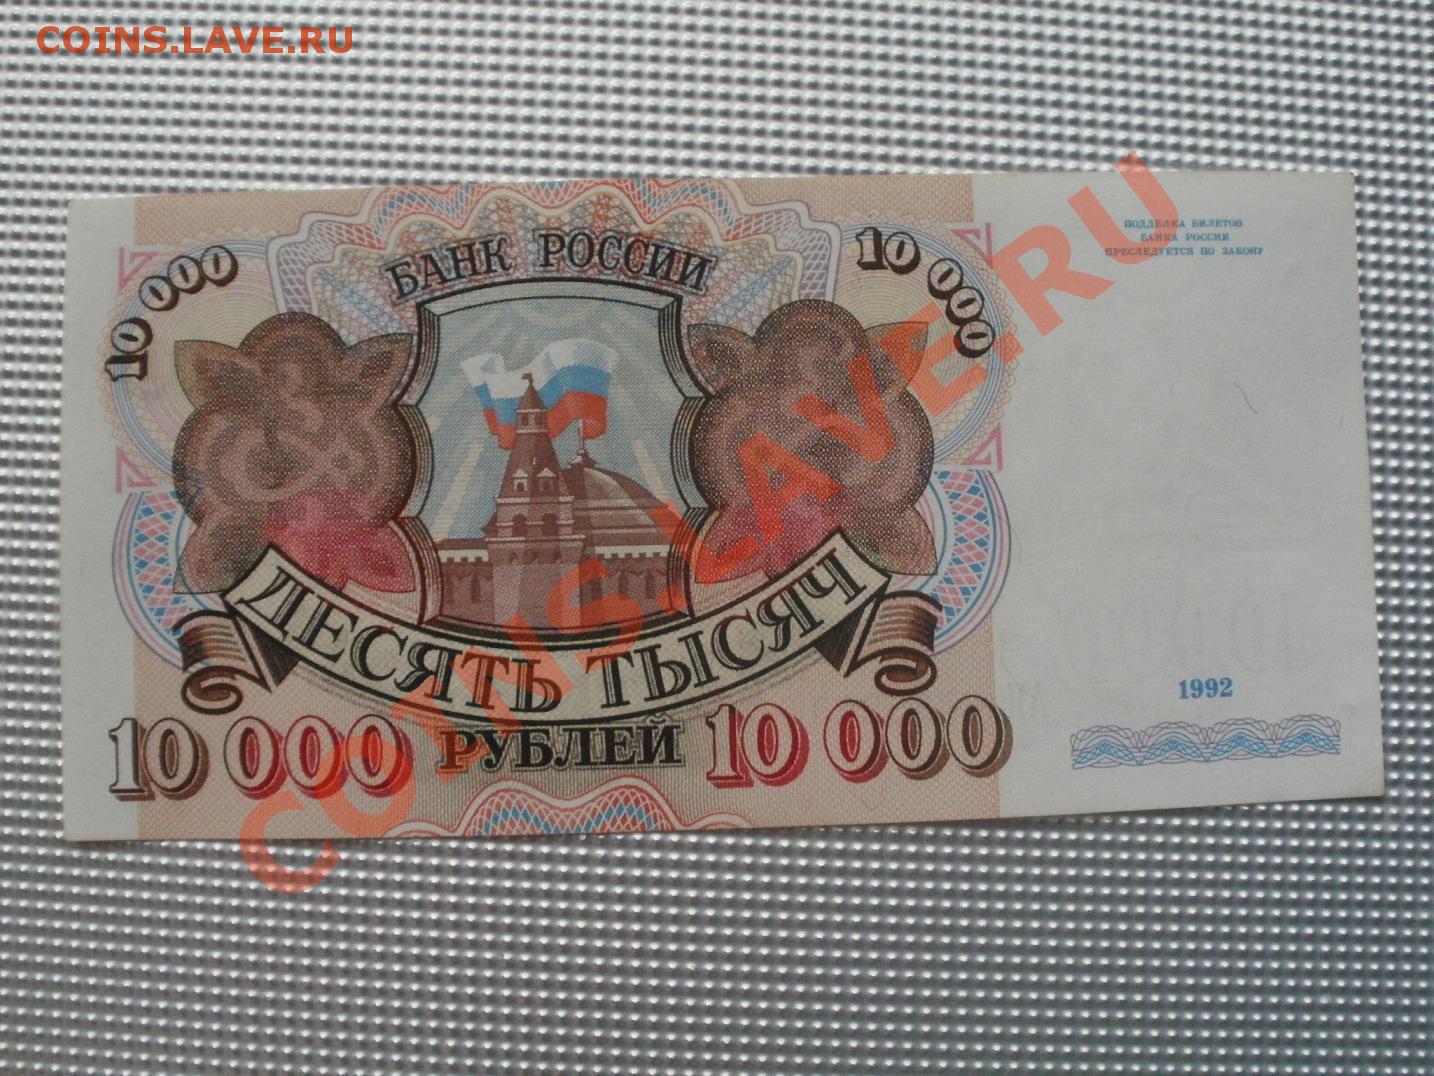 COINS.LAVE.RU
ПОДДЕЛКА БИЛЕТОВ
БАНКА РОССИИ
ПРЕСЛЕДУЕТСЯ ПО ЗАКОНУ
10 000
БАНК РОССИИ
10 000
COINS.LAVE.RU
ДЕСЯТЬ ТЫСЯЧ
1992
10 000 РУБЛЕЙ 10 000